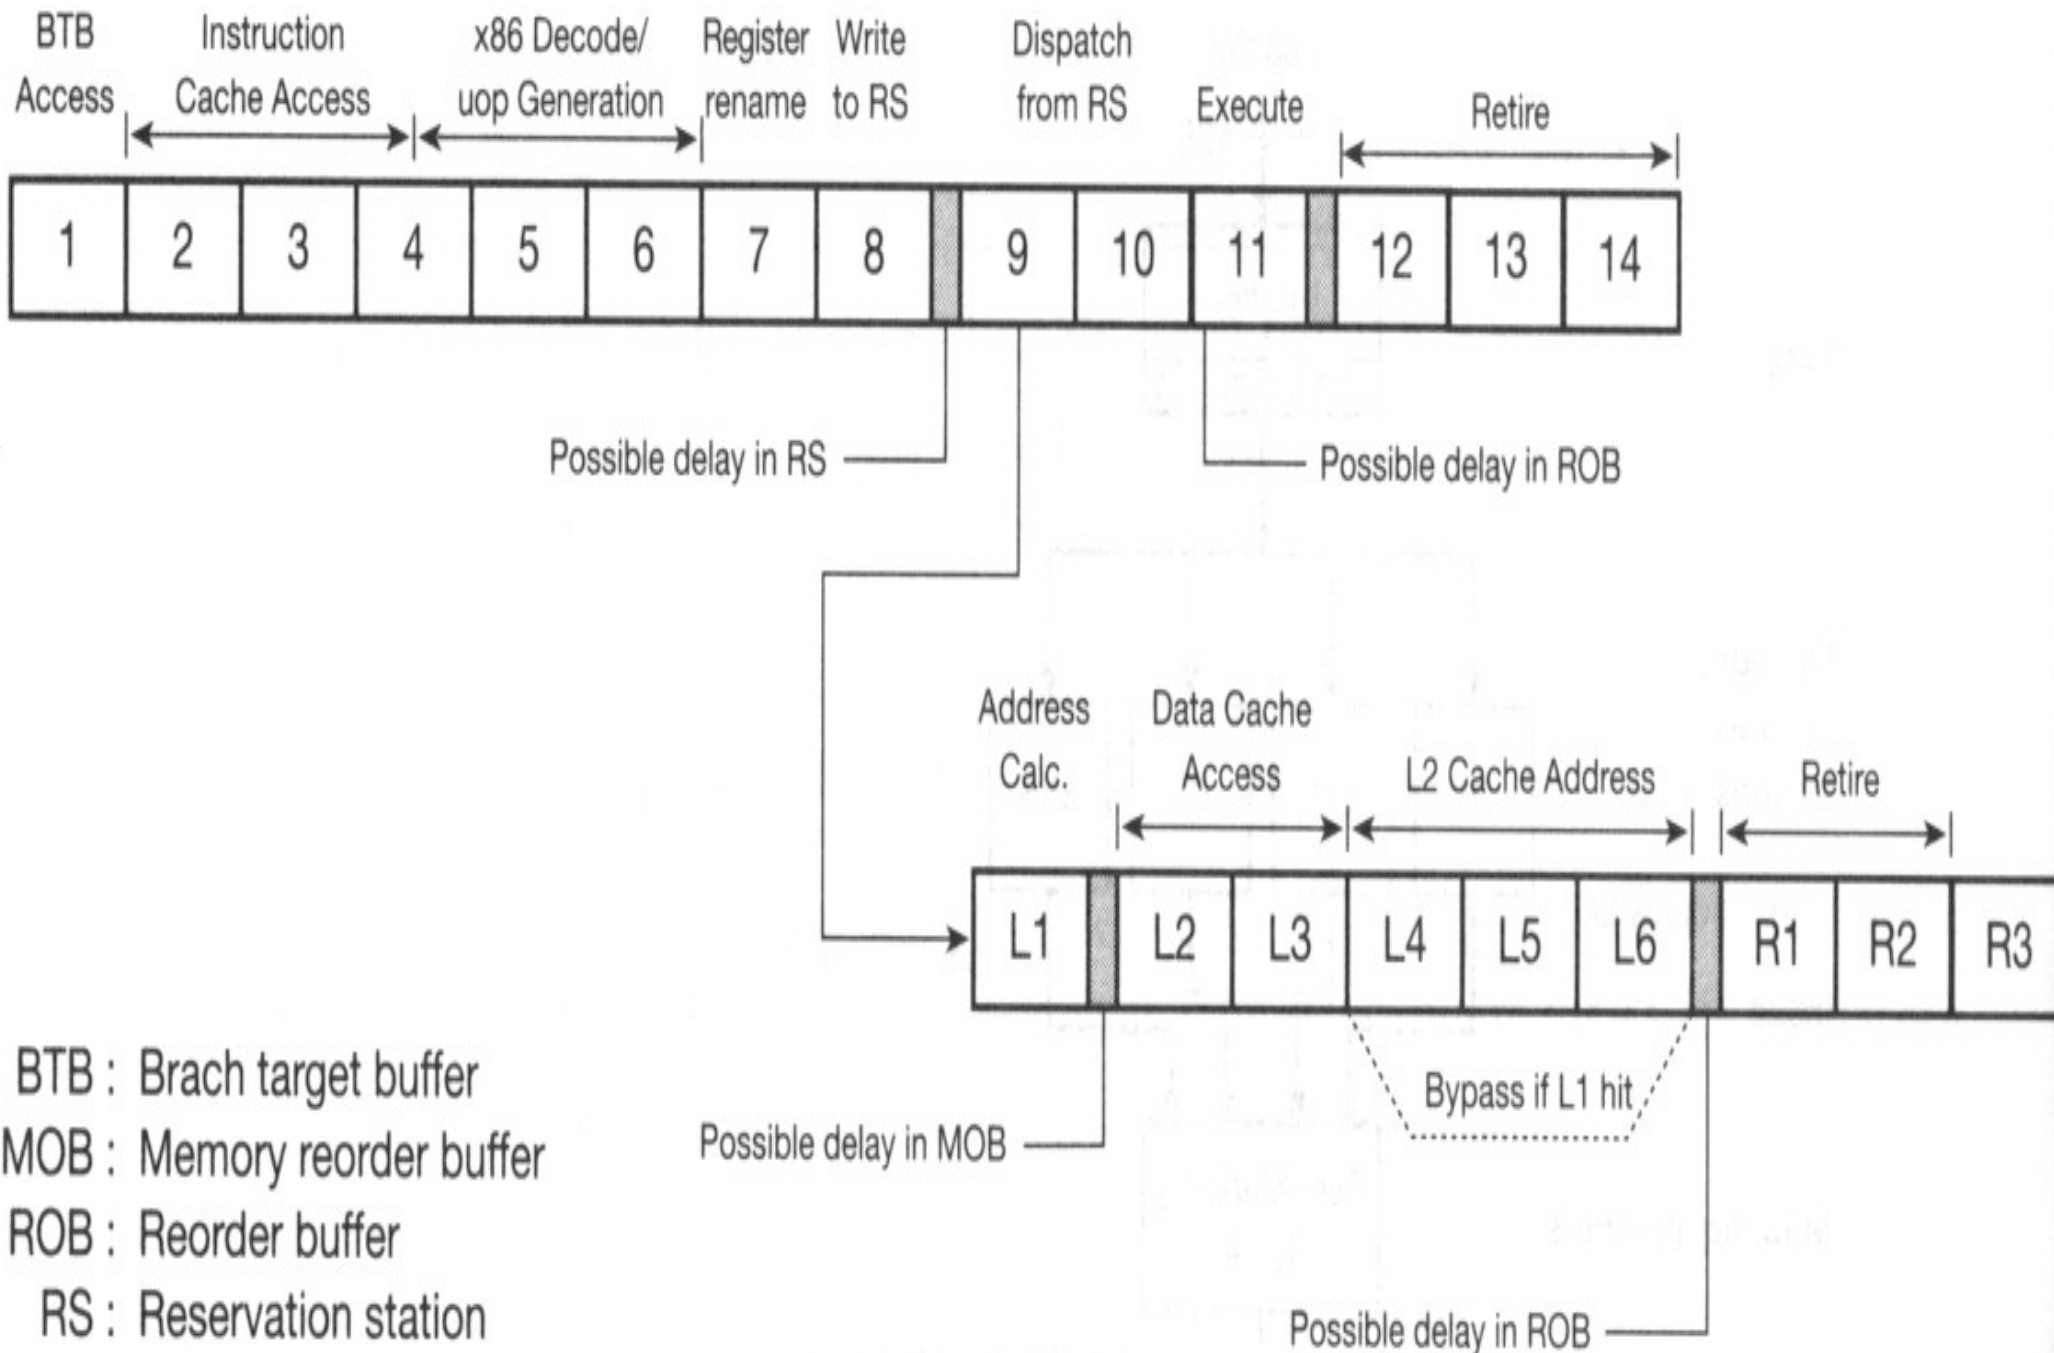 BTB
Access
Instruction
Cache Access
x86 Decode/
uop Generation
Register
rename
Write
to RS
Dispatch
from RS
Execute
Retire
1 2 3 4 5 6 7 8 9 10 11 12 13 14
Possible delay in RS
Possible delay in ROB
Address
Calc.
Data Cache
Access
L2 Cache Address
Retire
L1 L2 L3 L4 L5 L6 R1 R2 R3
Bypass if L1 hit
Possible delay in MOB
Possible delay in ROB
BTB : Brach target buffer
MOB : Memory reorder buffer
ROB : Reorder buffer
RS : Reservation station